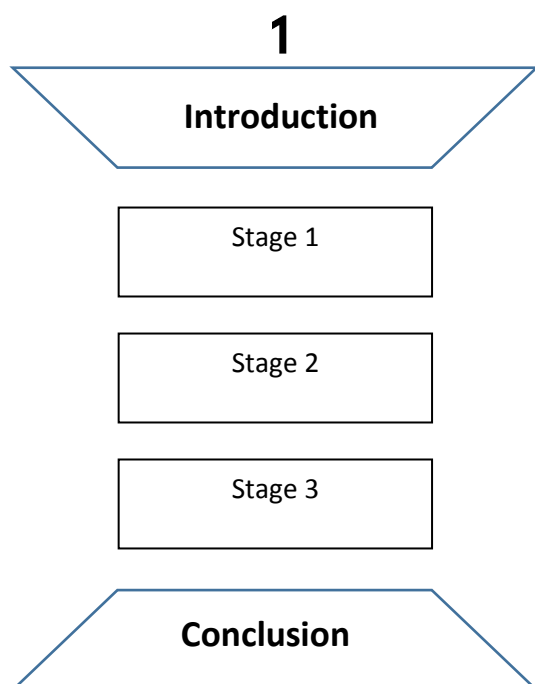 1
Introduction
Stage 1
Stage 2
Stage 3
Conclusion